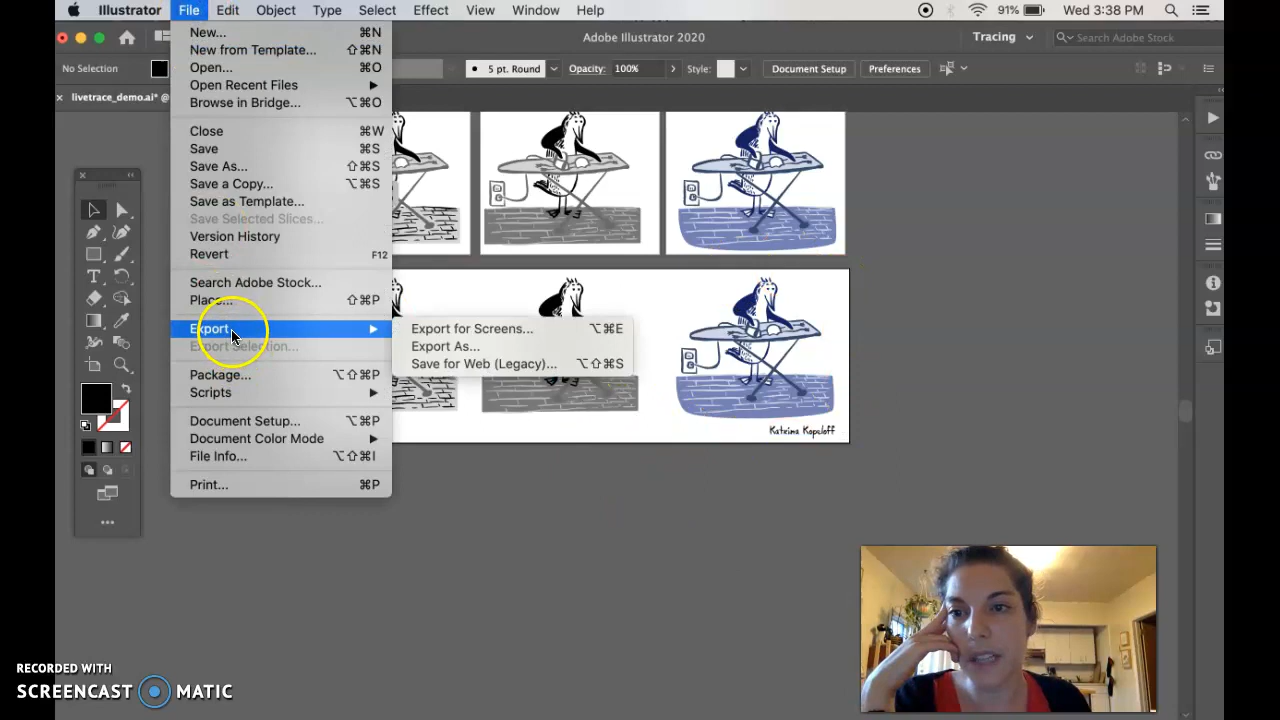 Illustrator File Edit Object Type Select Effect View Window Help 91% Wed 3:38 PM
Adobe Illustrator 2020 Tracing Search Adobe Stock
No Selection 5 pt. Round Opacity: 100% Style: Document Setup Preferences
livetrace_demo.ai* @
New... ⌘N
New from Template... ⇧⌘N
Open... ⌘O
Open Recent Files
Browse in Bridge... ⌥⌘O
Close ⌘W
Save ⌘S
Save As... ⇧⌘S
Save a Copy... ⌥⌘S
Save as Template...
Save Selected Slices...
Version History
Revert F12
Search Adobe Stock...
Place... ⇧⌘P
Export
Export Selection...
Package... ⌥⇧⌘P
Scripts
Document Setup... ⌥⌘P
Document Color Mode
File Info... ⌥⇧⌘I
Print... ⌘P
Export for Screens... ⌥⌘E
Export As...
Save for Web (Legacy)... ⌥⇧⌘S
Katrina Kopeloff
RECORDED WITH
SCREENCAST MATIC